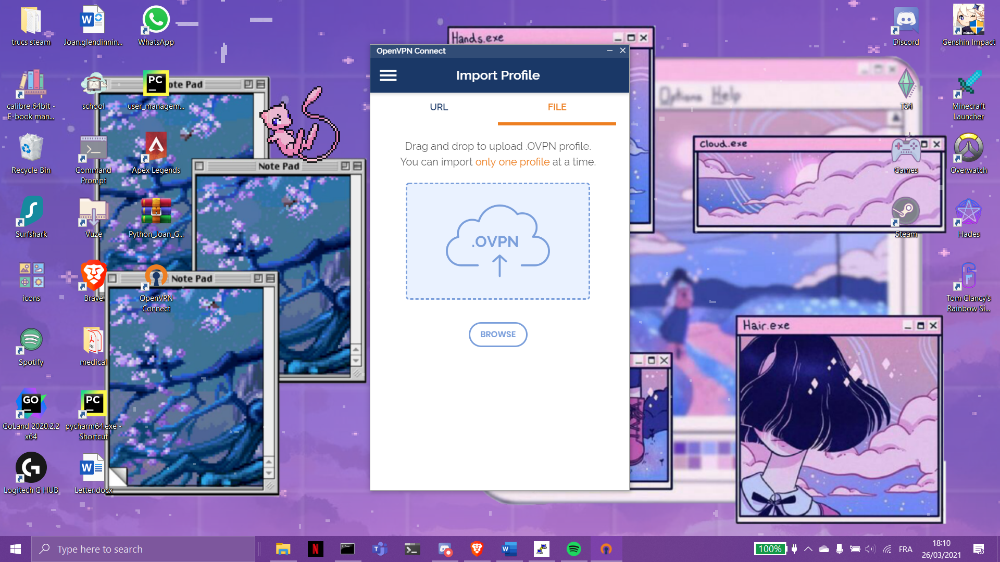 trucs steam
Joan.glendinnin...
WhatsApp
Discord
Genshin Impact
Hands.exe
OpenVPN Connect
Import Profile
URL
FILE
Drag and drop to upload .OVPN profile.
You can import only one profile at a time.
.OVPN
BROWSE
calibre 64bit -
E-book man...
school
PC
user_managem...
ote Pad
Options Help
TS4
Minecraft
Launcher
Recycle Bin
Command
Prompt
Apex Legends
Note Pad
Cloud.exe
Games
Overwatch
Surfshark
Vuze
Python_Joan_G...
Steam
Hades
icons
Brave
OpenVPN
Connect
Note Pad
Tom Clancy's
Rainbow Si...
Hair.exe
Spotify
medical
GO
GoLand 2020.2.2
x64
PC
pycharm64.exe -
Shortcut
Logitech G HUB
Letter.docx
Type here to search
100%
FRA
18:10
26/03/2021